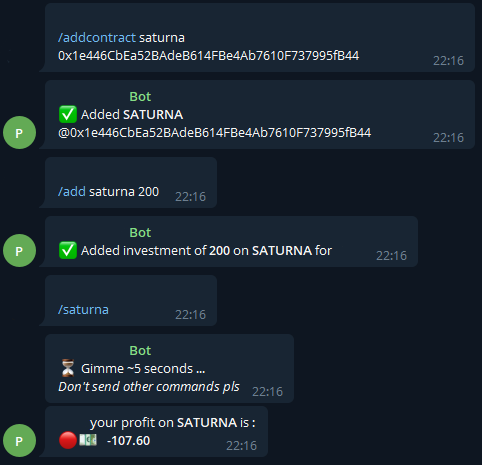 /addcontract saturna
0x1e446CbEa52BAdeB614FBe4Ab7610F737995fB44
22:16
Bot
✅ Added SATURNA
@0x1e446CbEa52BAdeB614FBe4Ab7610F737995fB44
22:16
P
/add saturna 200
22:16
Bot
✅ Added investment of 200 on SATURNA for
22:16
P
/saturna
22:16
Bot
⏳ Gimme ~5 seconds ...
Don't send other commands pls
22:16
your profit on SATURNA is :
🔴💵 -107.60
22:16
P